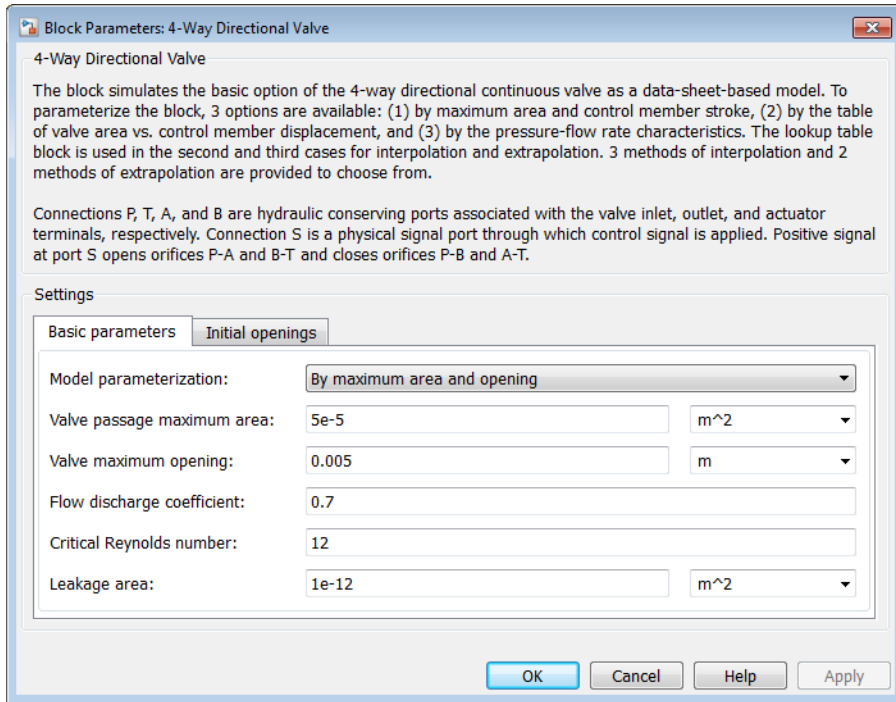 Block Parameters: 4-Way Directional Valve
4-Way Directional Valve
The block simulates the basic option of the 4-way directional continuous valve as a data-sheet-based model. To
parameterize the block, 3 options are available: (1) by maximum area and control member stroke, (2) by the table
of valve area vs. control member displacement, and (3) by the pressure-flow rate characteristics. The lookup table
block is used in the second and third cases for interpolation and extrapolation. 3 methods of interpolation and 2
methods of extrapolation are provided to choose from.
Connections P, T, A, and B are hydraulic conserving ports associated with the valve inlet, outlet, and actuator
terminals, respectively. Connection S is a physical signal port through which control signal is applied. Positive signal
at port S opens orifices P-A and B-T and closes orifices P-B and A-T.
Settings
Basic parameters Initial openings
Model parameterization: By maximum area and opening
Valve passage maximum area: 5e-5 m^2
Valve maximum opening: 0.005 m
Flow discharge coefficient: 0.7
Critical Reynolds number: 12
Leakage area: 1e-12 m^2
OK Cancel Help Apply